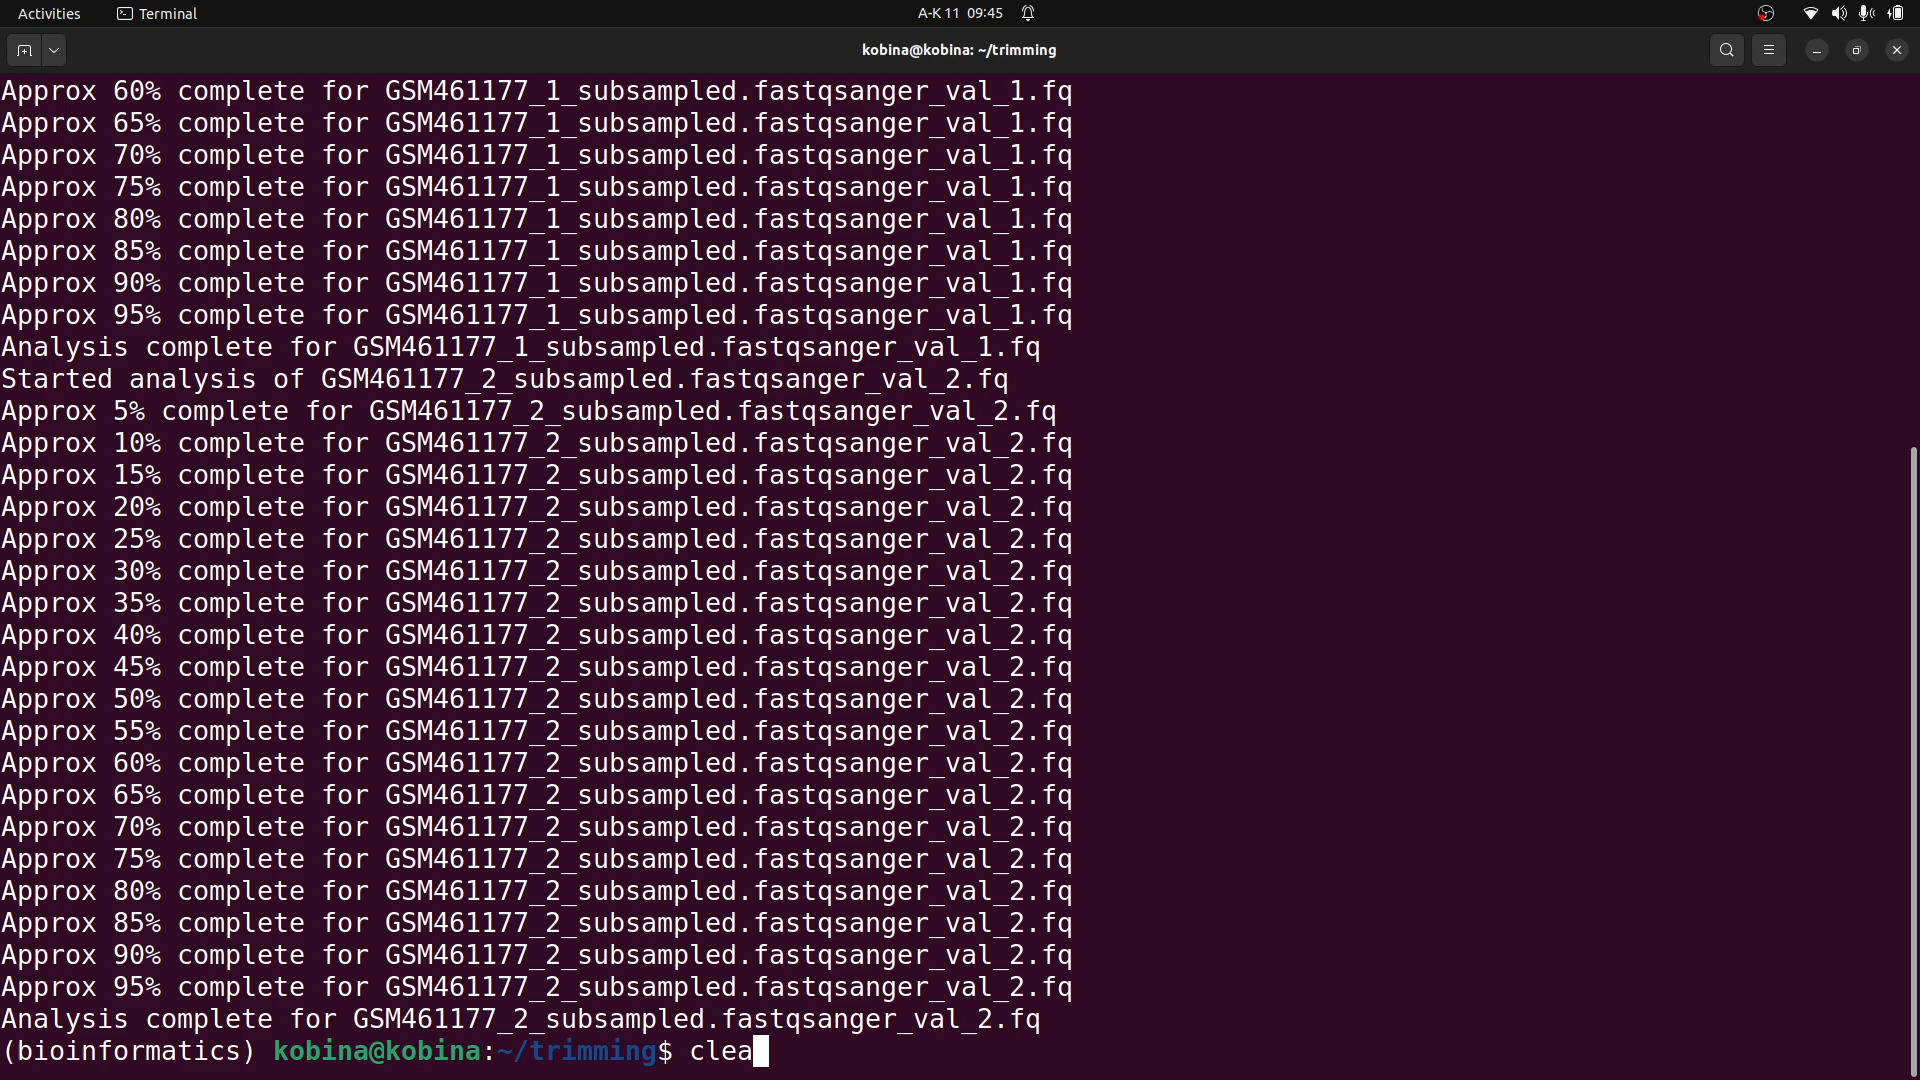 Activities Terminal A-K 11 09:45
kobina@kobina: ~/trimming
Approx 60% complete for GSM461177_1_subsampled.fastqsanger_val_1.fq
Approx 65% complete for GSM461177_1_subsampled.fastqsanger_val_1.fq
Approx 70% complete for GSM461177_1_subsampled.fastqsanger_val_1.fq
Approx 75% complete for GSM461177_1_subsampled.fastqsanger_val_1.fq
Approx 80% complete for GSM461177_1_subsampled.fastqsanger_val_1.fq
Approx 85% complete for GSM461177_1_subsampled.fastqsanger_val_1.fq
Approx 90% complete for GSM461177_1_subsampled.fastqsanger_val_1.fq
Approx 95% complete for GSM461177_1_subsampled.fastqsanger_val_1.fq
Analysis complete for GSM461177_1_subsampled.fastqsanger_val_1.fq
Started analysis of GSM461177_2_subsampled.fastqsanger_val_2.fq
Approx 5% complete for GSM461177_2_subsampled.fastqsanger_val_2.fq
Approx 10% complete for GSM461177_2_subsampled.fastqsanger_val_2.fq
Approx 15% complete for GSM461177_2_subsampled.fastqsanger_val_2.fq
Approx 20% complete for GSM461177_2_subsampled.fastqsanger_val_2.fq
Approx 25% complete for GSM461177_2_subsampled.fastqsanger_val_2.fq
Approx 30% complete for GSM461177_2_subsampled.fastqsanger_val_2.fq
Approx 35% complete for GSM461177_2_subsampled.fastqsanger_val_2.fq
Approx 40% complete for GSM461177_2_subsampled.fastqsanger_val_2.fq
Approx 45% complete for GSM461177_2_subsampled.fastqsanger_val_2.fq
Approx 50% complete for GSM461177_2_subsampled.fastqsanger_val_2.fq
Approx 55% complete for GSM461177_2_subsampled.fastqsanger_val_2.fq
Approx 60% complete for GSM461177_2_subsampled.fastqsanger_val_2.fq
Approx 65% complete for GSM461177_2_subsampled.fastqsanger_val_2.fq
Approx 70% complete for GSM461177_2_subsampled.fastqsanger_val_2.fq
Approx 75% complete for GSM461177_2_subsampled.fastqsanger_val_2.fq
Approx 80% complete for GSM461177_2_subsampled.fastqsanger_val_2.fq
Approx 85% complete for GSM461177_2_subsampled.fastqsanger_val_2.fq
Approx 90% complete for GSM461177_2_subsampled.fastqsanger_val_2.fq
Approx 95% complete for GSM461177_2_subsampled.fastqsanger_val_2.fq
Analysis complete for GSM461177_2_subsampled.fastqsanger_val_2.fq
(bioinformatics) kobina@kobina:~/trimming$ clea